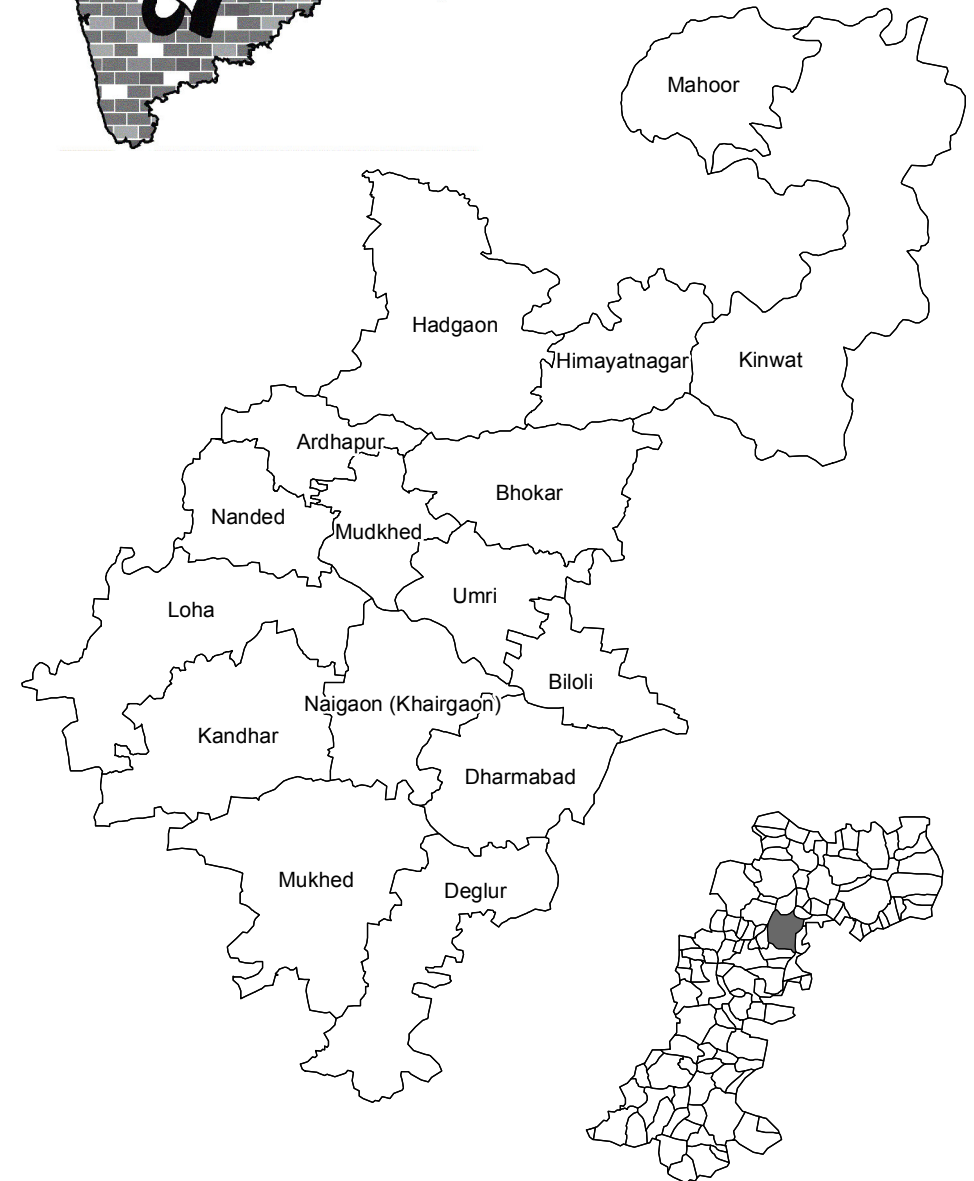 Mahoor
Hadgaon
Himayatnagar
Kinwat
Ardhapur
Bhokar
Nanded
Mudkhed
Umri
Loha
Biloli
Naigaon (Khairgaon)
Kandhar
Dharmabad
Mukhed
Deglur